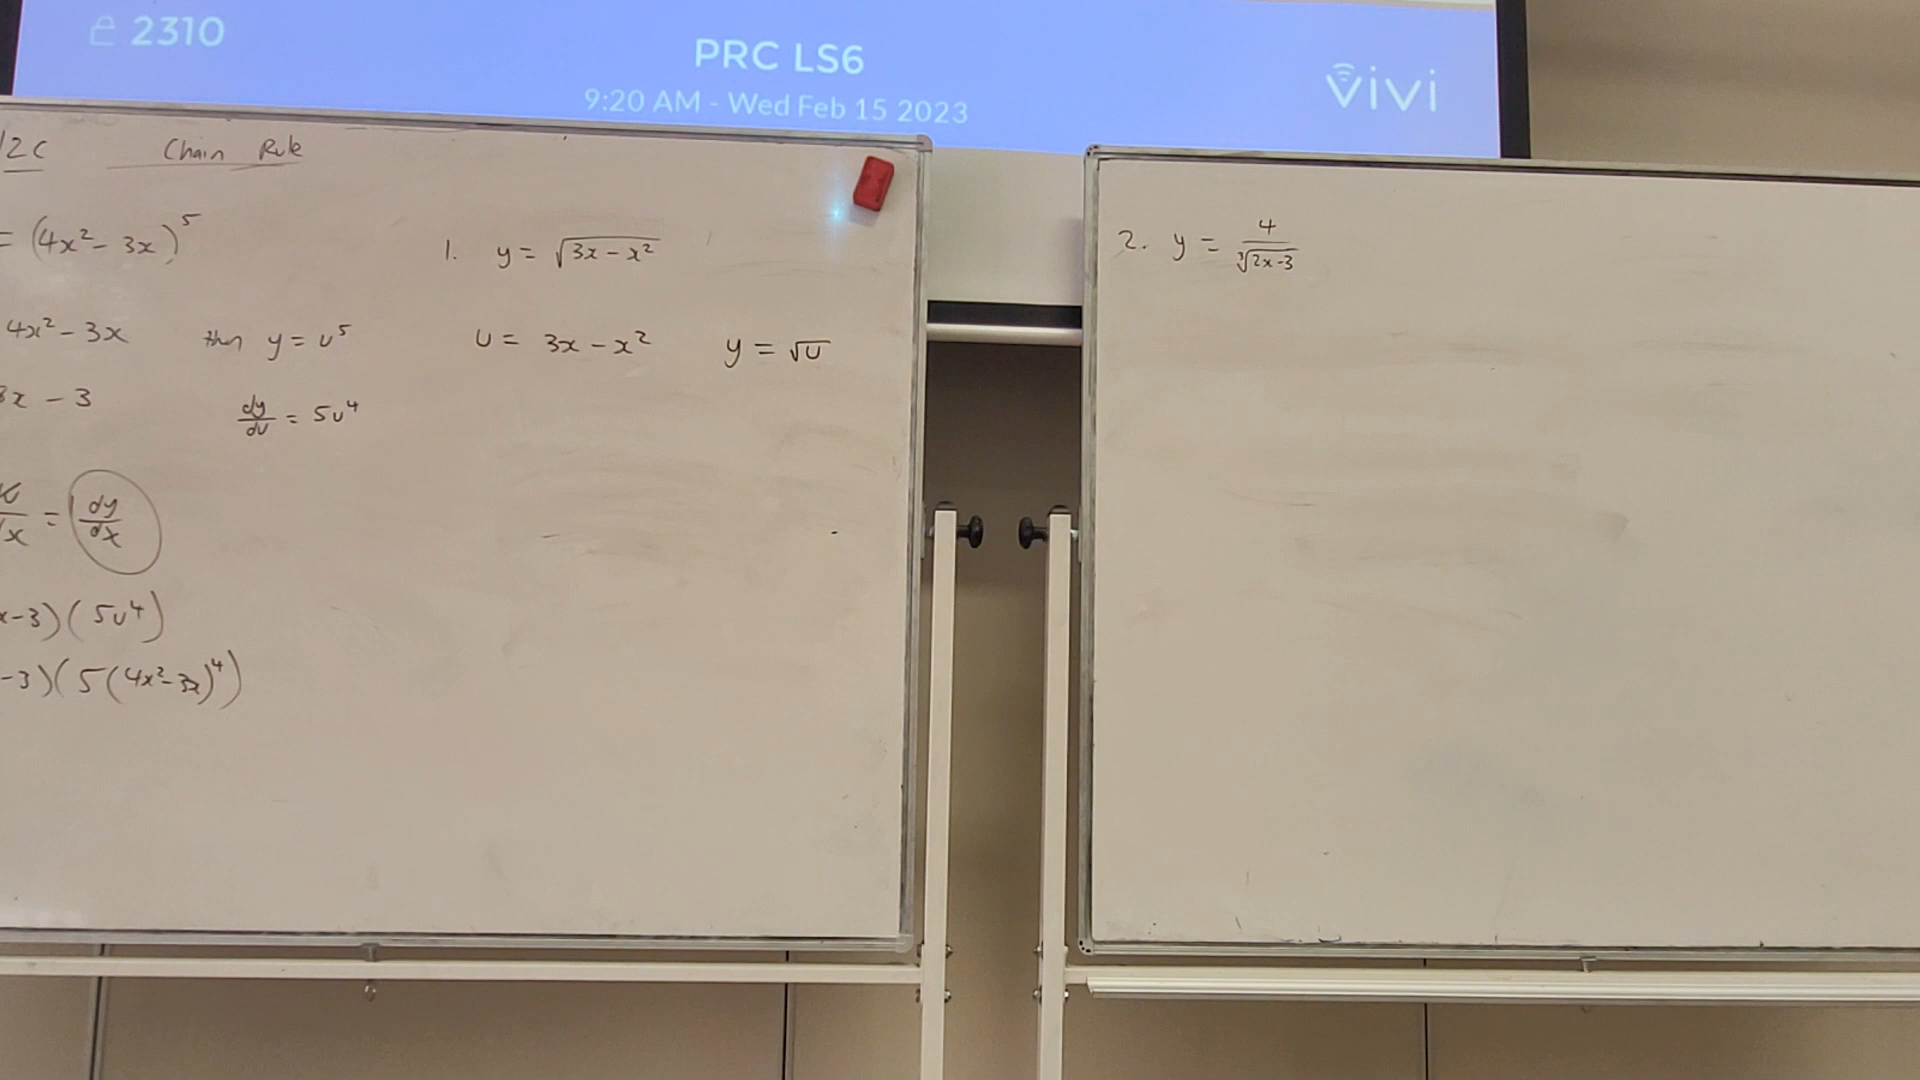 2310
PRC LS6
9:20 AM - Wed Feb 15 2023
vivi
12C Chain Rule
= (4x² - 3x)⁵
4x² - 3x then y = u⁵
8x - 3
dy/du = 5u⁴
= dy/dx
x-3)(5u⁴)
-3)(5(4x²-3x)⁴)
1. y = √(3x - x²)
u = 3x - x² y = √u
2. y = 4/∛(2x-3)